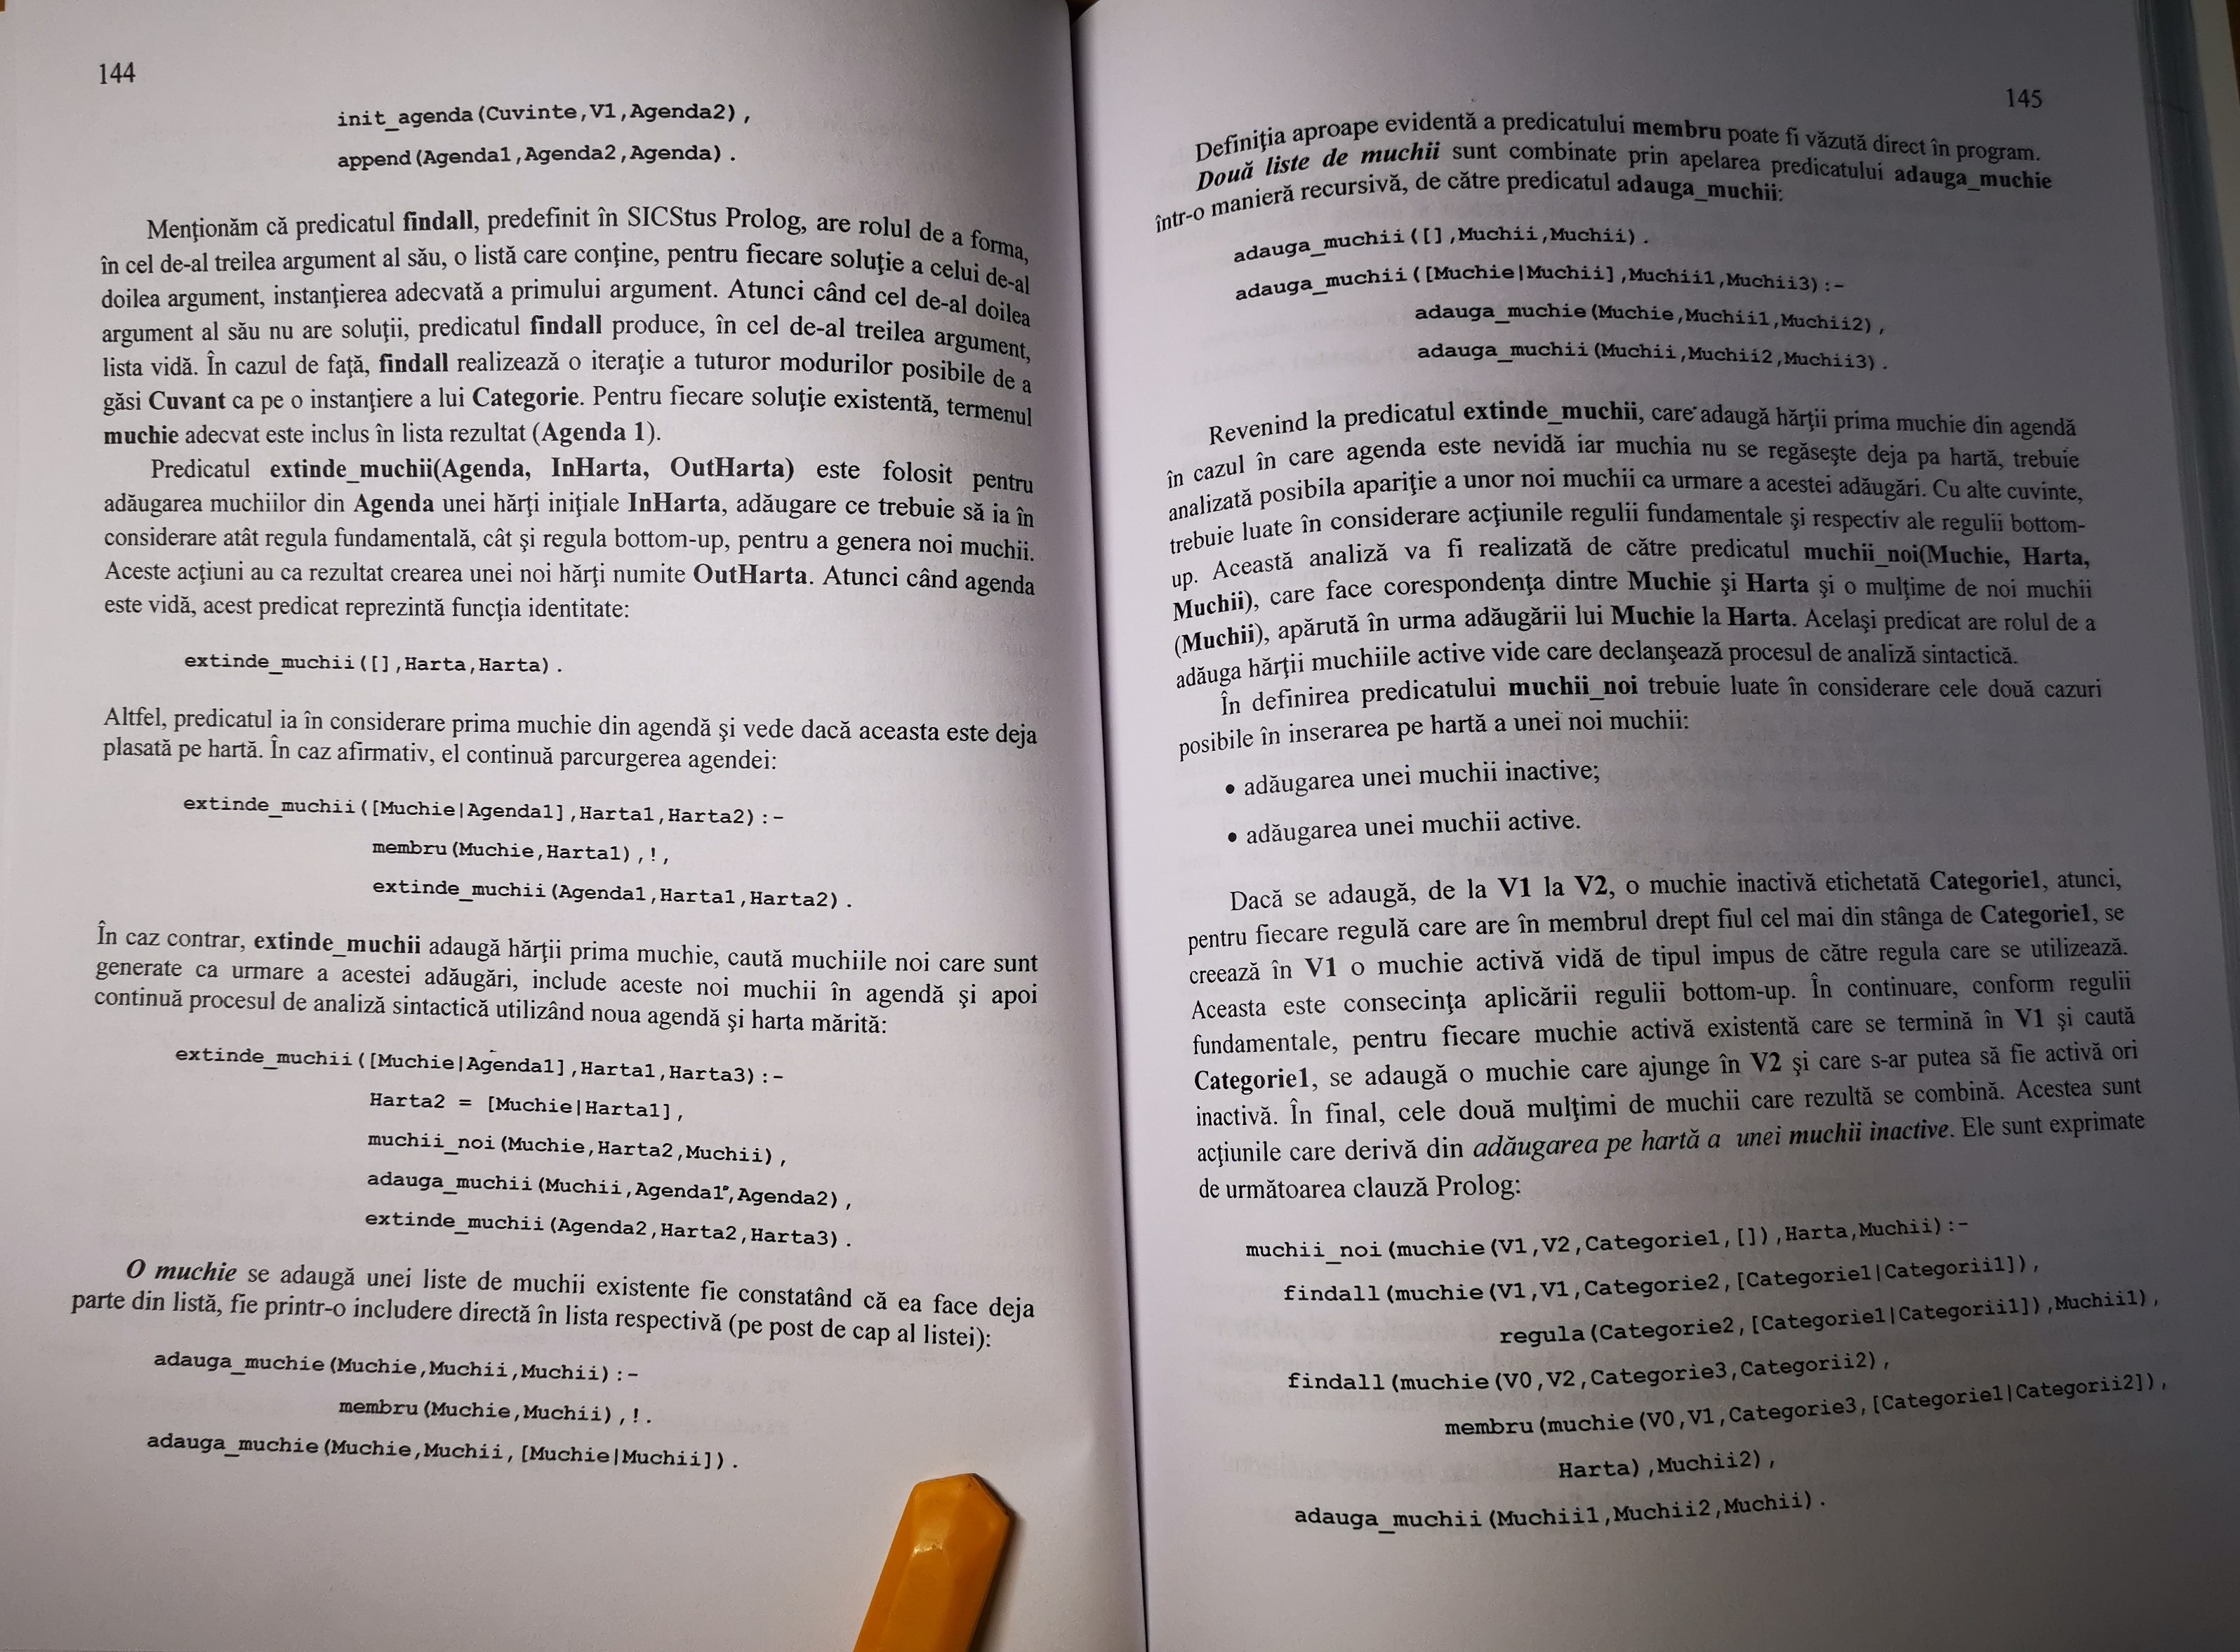 144
init_agenda(Cuvinte,V1,Agenda2),
append(Agenda1,Agenda2,Agenda).
Menţionăm că predicatul findall, predefinit în SICStus Prolog, are rolul de a forma,
în cel de-al treilea argument al său, o listă care conţine, pentru fiecare soluţie a celui de-al
doilea argument, instanţierea adecvată a primului argument. Atunci când cel de-al doilea
argument al său nu are soluţii, predicatul findall produce, în cel de-al treilea argument,
lista vidă. În cazul de faţă, findall realizează o iteraţie a tuturor modurilor posibile de a
găsi Cuvant ca pe o instanţiere a lui Categorie. Pentru fiecare soluţie existentă, termenul
muchie adecvat este inclus în lista rezultat (Agenda 1).
Predicatul extinde_muchii(Agenda, InHarta, OutHarta) este folosit pentru
adăugarea muchiilor din Agenda unei hărţi iniţiale InHarta, adăugare ce trebuie să ia în
considerare atât regula fundamentală, cât şi regula bottom-up, pentru a genera noi muchii.
Aceste acţiuni au ca rezultat crearea unei noi hărţi numite OutHarta. Atunci când agenda
este vidă, acest predicat reprezintă funcţia identitate:
extinde_muchii([],Harta,Harta).
Altfel, predicatul ia în considerare prima muchie din agendă şi vede dacă aceasta este deja
plasată pe hartă. În caz afirmativ, el continuă parcurgerea agendei:
extinde_muchii([Muchie|Agenda1],Harta1,Harta2):-
membru(Muchie,Harta1),!,
extinde_muchii(Agenda1,Harta1,Harta2).
În caz contrar, extinde_muchii adaugă hărţii prima muchie, caută muchiile noi care sunt
generate ca urmare a acestei adăugări, include aceste noi muchii în agendă şi apoi
continuă procesul de analiză sintactică utilizând noua agendă şi harta mărită:
extinde_muchii([Muchie|Agenda1],Harta1,Harta3):-
Harta2 = [Muchie|Harta1],
muchii_noi(Muchie,Harta2,Muchii),
adauga_muchii(Muchii,Agenda1,Agenda2),
extinde_muchii(Agenda2,Harta2,Harta3).
O muchie se adaugă unei liste de muchii existente fie constatând că ea face deja
parte din listă, fie printr-o includere directă în lista respectivă (pe post de cap al listei):
adauga_muchie(Muchie,Muchii,Muchii):-
membru(Muchie,Muchii),!.
adauga_muchie(Muchie,Muchii,[Muchie|Muchii]).
145
Definiţia aproape evidentă a predicatului membru poate fi văzută direct în program.
Două liste de muchii sunt combinate prin apelarea predicatului adauga_muchie
într-o manieră recursivă, de către predicatul adauga_muchii:
adauga_muchii([],Muchii,Muchii).
adauga_muchii([Muchie|Muchii],Muchii1,Muchii3):-
adauga_muchie(Muchie,Muchii1,Muchii2),
adauga_muchii(Muchii,Muchii2,Muchii3).
Revenind la predicatul extinde_muchii, care adaugă hărţii prima muchie din agendă
în cazul în care agenda este nevidă iar muchia nu se regăseşte deja pa hartă, trebuie
analizată posibila apariţie a unor noi muchii ca urmare a acestei adăugări. Cu alte cuvinte,
trebuie luate în considerare acţiunile regulii fundamentale şi respectiv ale regulii bottom-
up. Această analiză va fi realizată de către predicatul muchii_noi(Muchie, Harta,
Muchii), care face corespondenţa dintre Muchie şi Harta şi o mulţime de noi muchii
(Muchii), apărută în urma adăugării lui Muchie la Harta. Acelaşi predicat are rolul de a
adăuga hărţii muchiile active vide care declanşează procesul de analiză sintactică.
În definirea predicatului muchii_noi trebuie luate în considerare cele două cazuri
posibile în inserarea pe hartă a unei noi muchii:
• adăugarea unei muchii inactive;
• adăugarea unei muchii active.
Dacă se adaugă, de la V1 la V2, o muchie inactivă etichetată Categorie1, atunci,
pentru fiecare regulă care are în membrul drept fiul cel mai din stânga de Categorie1, se
creează în V1 o muchie activă vidă de tipul impus de către regula care se utilizează.
Aceasta este consecinţa aplicării regulii bottom-up. În continuare, conform regulii
fundamentale, pentru fiecare muchie activă existentă care se termină în V1 şi caută
Categorie1, se adaugă o muchie care ajunge în V2 şi care s-ar putea să fie activă ori
inactivă. În final, cele două mulţimi de muchii care rezultă se combină. Acestea sunt
acţiunile care derivă din adăugarea pe hartă a unei muchii inactive. Ele sunt exprimate
de următoarea clauză Prolog:
muchii_noi(muchie(V1,V2,Categorie1,[]),Harta,Muchii):-
findall(muchie(V1,V1,Categorie2,[Categorie1|Categorii1]),
regula(Categorie2,[Categorie1|Categorii1]),Muchii1),
findall(muchie(V0,V2,Categorie3,Categorii2),
membru(muchie(V0,V1,Categorie3,[Categorie1|Categorii2]),
Harta),Muchii2),
adauga_muchii(Muchii1,Muchii2,Muchii).